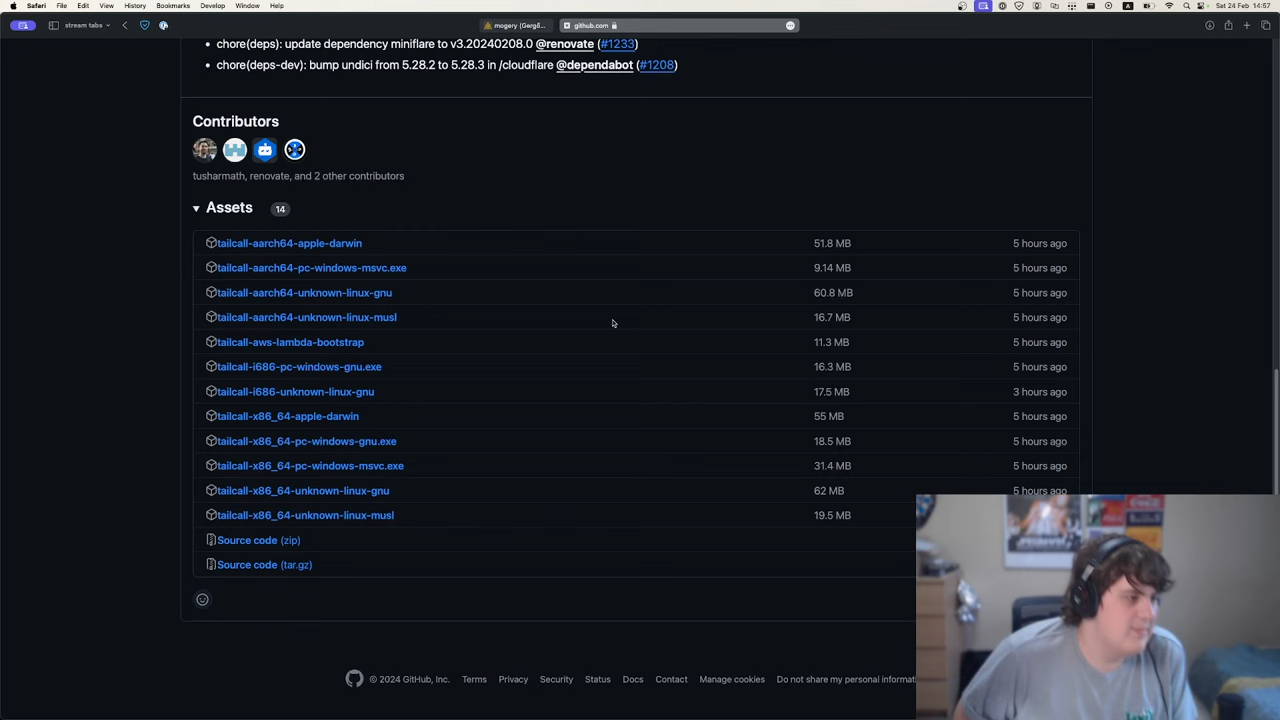 Safari File Edit View History Bookmarks Develop Window Help
Sat 24 Feb 14:57
stream tabs
mogery (Gergő...
github.com
chore(deps): update dependency miniflare to v3.20240208.0 @renovate (#1233)
chore(deps-dev): bump undici from 5.28.2 to 5.28.3 in /cloudflare @dependabot (#1208)
Contributors
tusharmath, renovate, and 2 other contributors
Assets 14
tailcall-aarch64-apple-darwin 51.8 MB 5 hours ago
tailcall-aarch64-pc-windows-msvc.exe 9.14 MB 5 hours ago
tailcall-aarch64-unknown-linux-gnu 60.8 MB 5 hours ago
tailcall-aarch64-unknown-linux-musl 16.7 MB 5 hours ago
tailcall-aws-lambda-bootstrap 11.3 MB 5 hours ago
tailcall-i686-pc-windows-gnu.exe 16.3 MB 5 hours ago
tailcall-i686-unknown-linux-gnu 17.5 MB 3 hours ago
tailcall-x86_64-apple-darwin 55 MB 5 hours ago
tailcall-x86_64-pc-windows-gnu.exe 18.5 MB 5 hours ago
tailcall-x86_64-pc-windows-msvc.exe 31.4 MB 5 hours ago
tailcall-x86_64-unknown-linux-gnu 62 MB 5 hours ago
tailcall-x86_64-unknown-linux-musl 19.5 MB
Source code (zip)
Source code (tar.gz)
© 2024 GitHub, Inc. Terms Privacy Security Status Docs Contact Manage cookies Do not share my personal informat